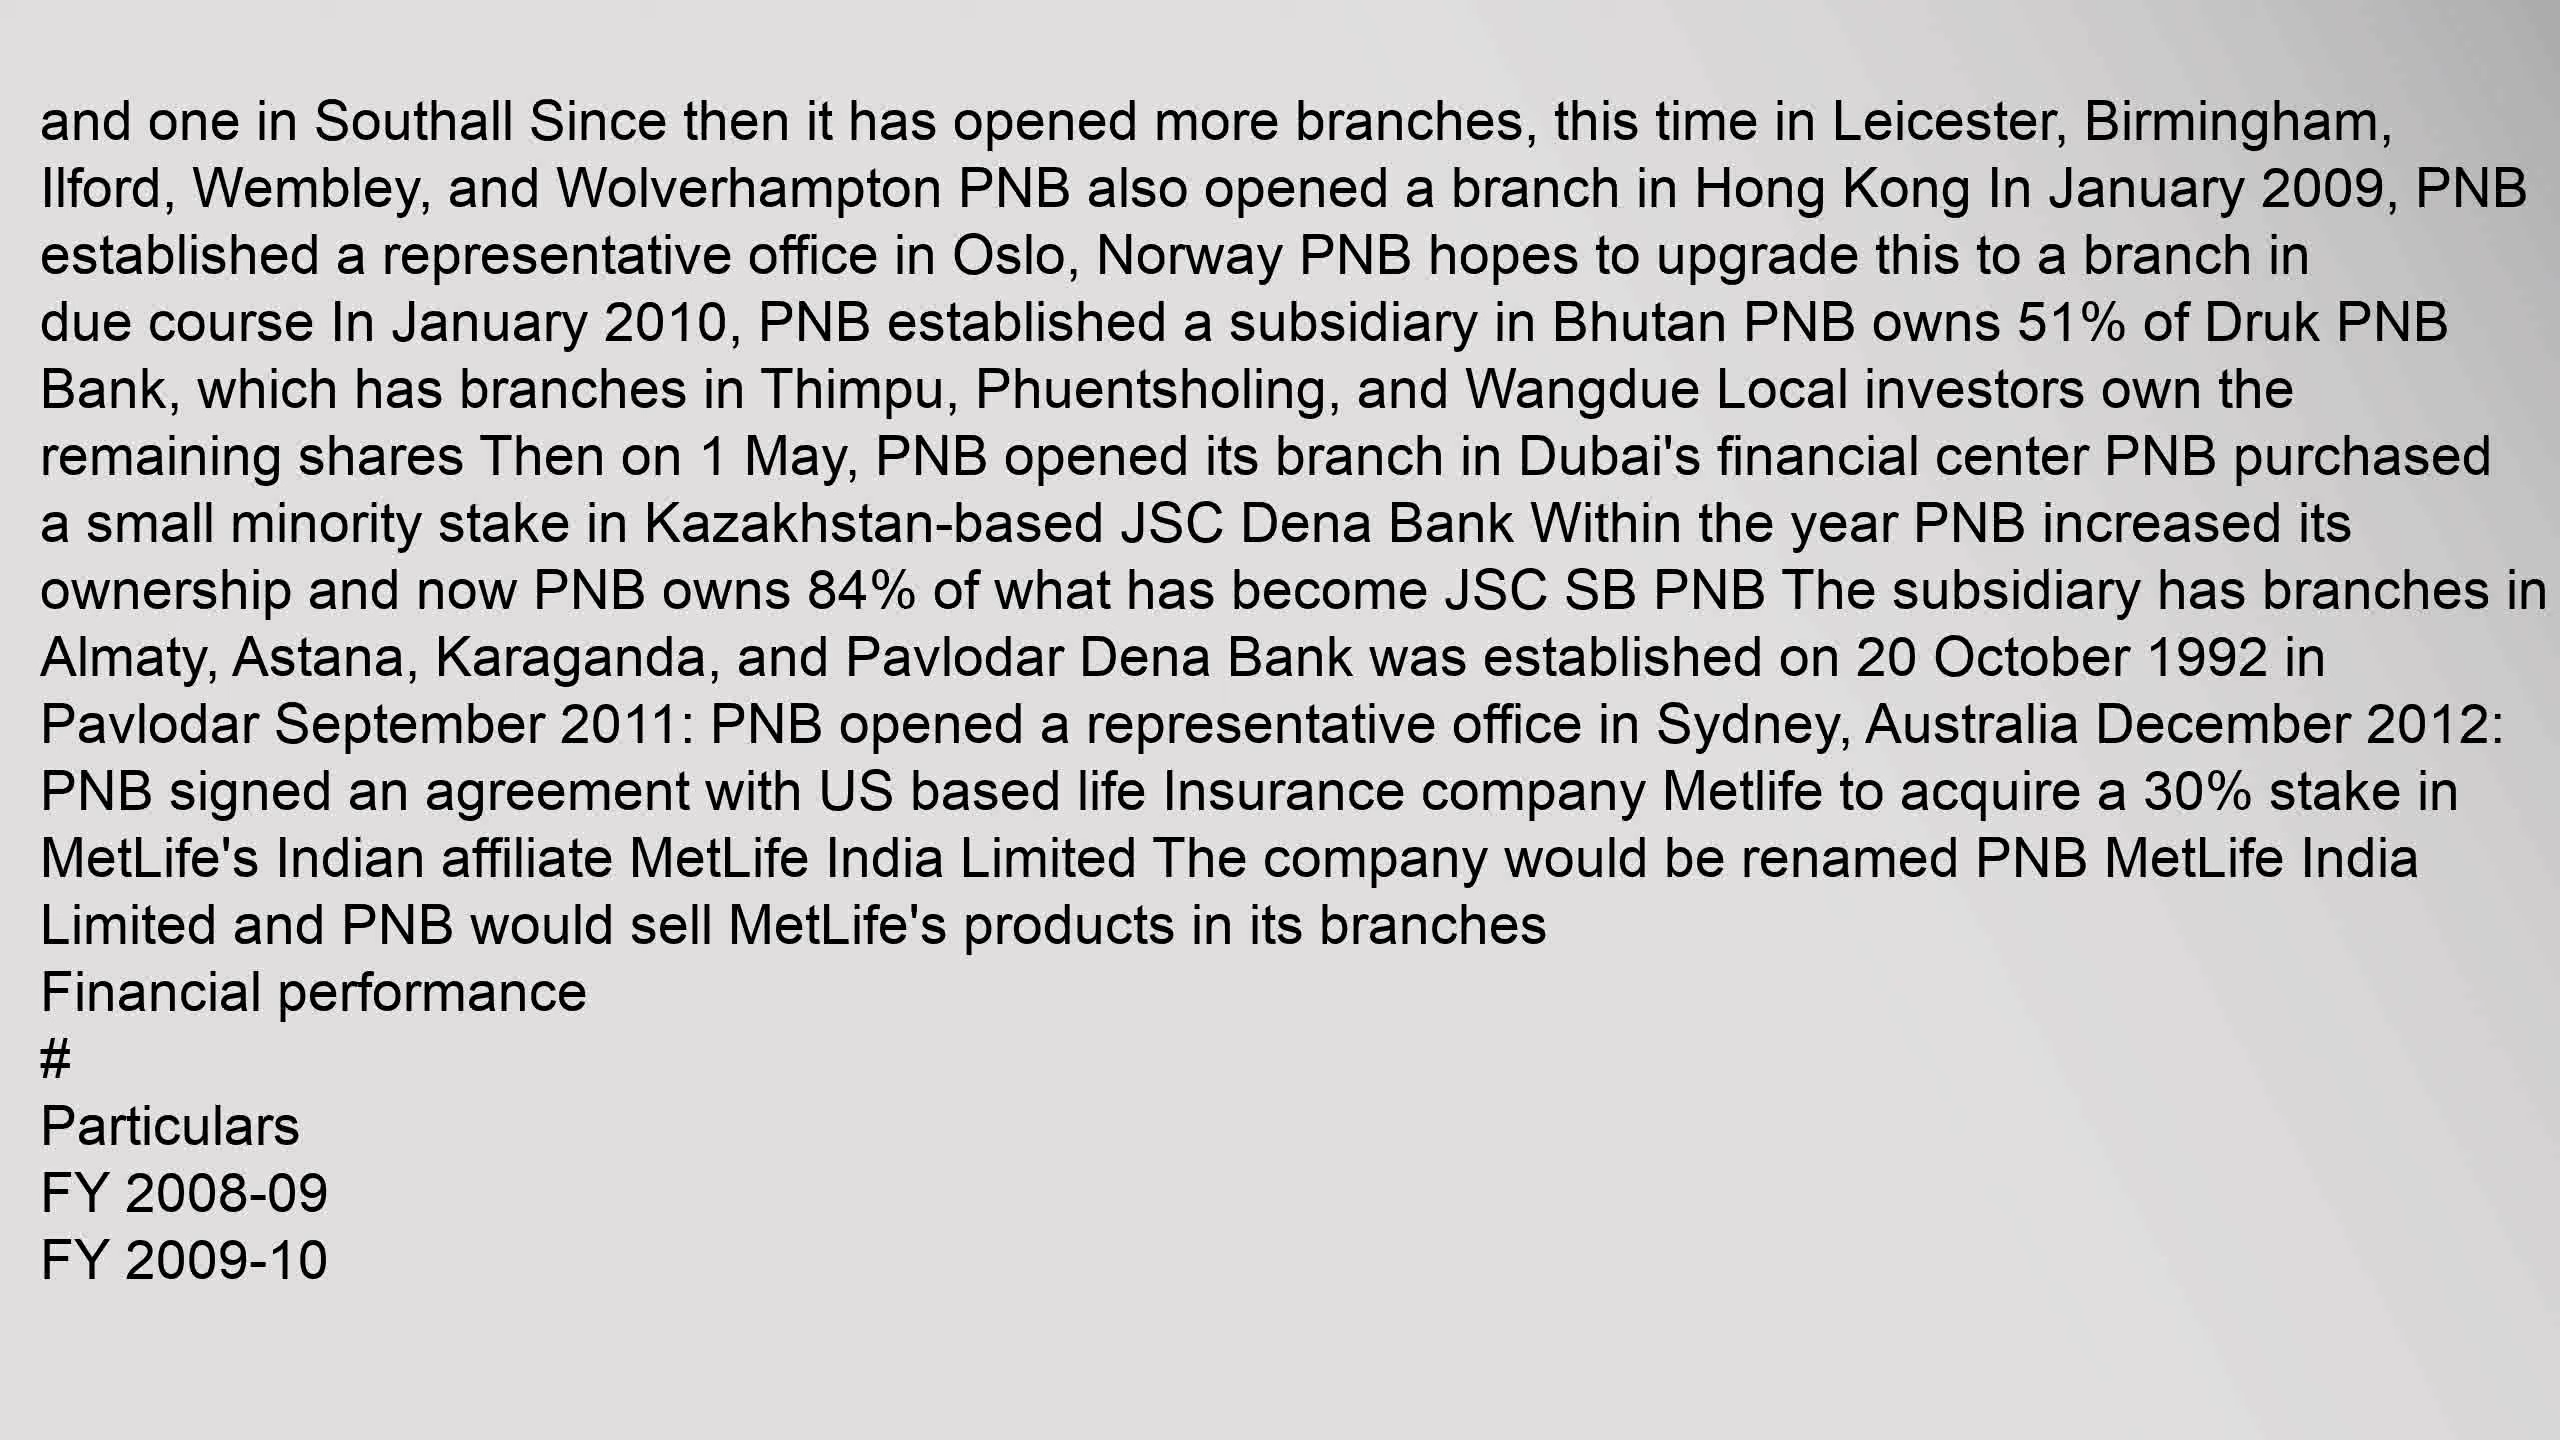 and one in Southall Since then it has opened more branches, this time in Leicester, Birmingham,
Ilford, Wembley, and Wolverhampton PNB also opened a branch in Hong Kong In January 2009, PNB
established a representative office in Oslo, Norway PNB hopes to upgrade this to a branch in
due course In January 2010, PNB established a subsidiary in Bhutan PNB owns 51% of Druk PNB
Bank, which has branches in Thimpu, Phuentsholing, and Wangdue Local investors own the
remaining shares Then on 1 May, PNB opened its branch in Dubai's financial center PNB purchased
a small minority stake in Kazakhstan-based JSC Dena Bank Within the year PNB increased its
ownership and now PNB owns 84% of what has become JSC SB PNB The subsidiary has branches in
Almaty, Astana, Karaganda, and Pavlodar Dena Bank was established on 20 October 1992 in
Pavlodar September 2011: PNB opened a representative office in Sydney, Australia December 2012:
PNB signed an agreement with US based life Insurance company Metlife to acquire a 30% stake in
MetLife's Indian affiliate MetLife India Limited The company would be renamed PNB MetLife India
Limited and PNB would sell MetLife's products in its branches
Financial performance
#
Particulars
FY 2008-09
FY 2009-10